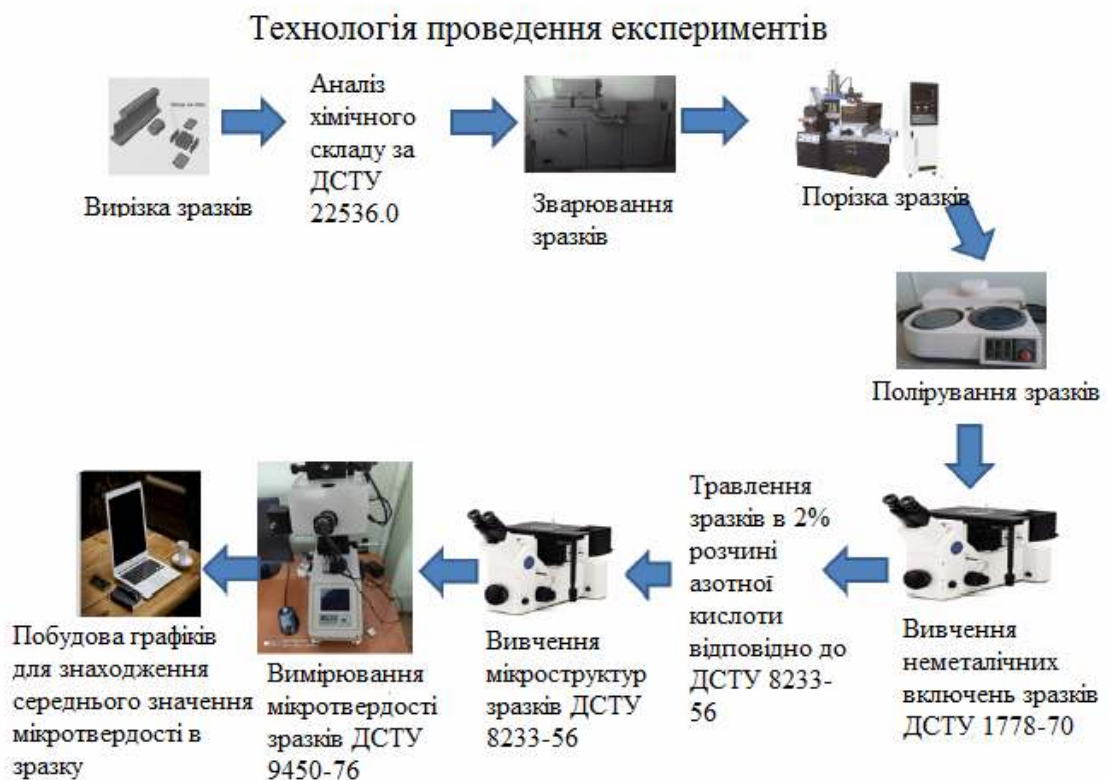 Технологія проведення експериментів
Вирізка зразків
Аналіз
хімічного
складу за
ДСТУ
22536.0
Зварювання
зразків
Порізка зразків
Полірування зразків
Вивчення
неметалічних
включень зразків
ДСТУ 1778-70
Травлення
зразків в 2%
розчині
азотної
кислоти
відповідно до
ДСТУ 8233-
56
Вивчення
мікроструктур
зразків ДСТУ
8233-56
Вимірювання
мікротвердості
зразків ДСТУ
9450-76
Побудова графіків
для знаходження
середнього значення
мікротвердості в
зразку